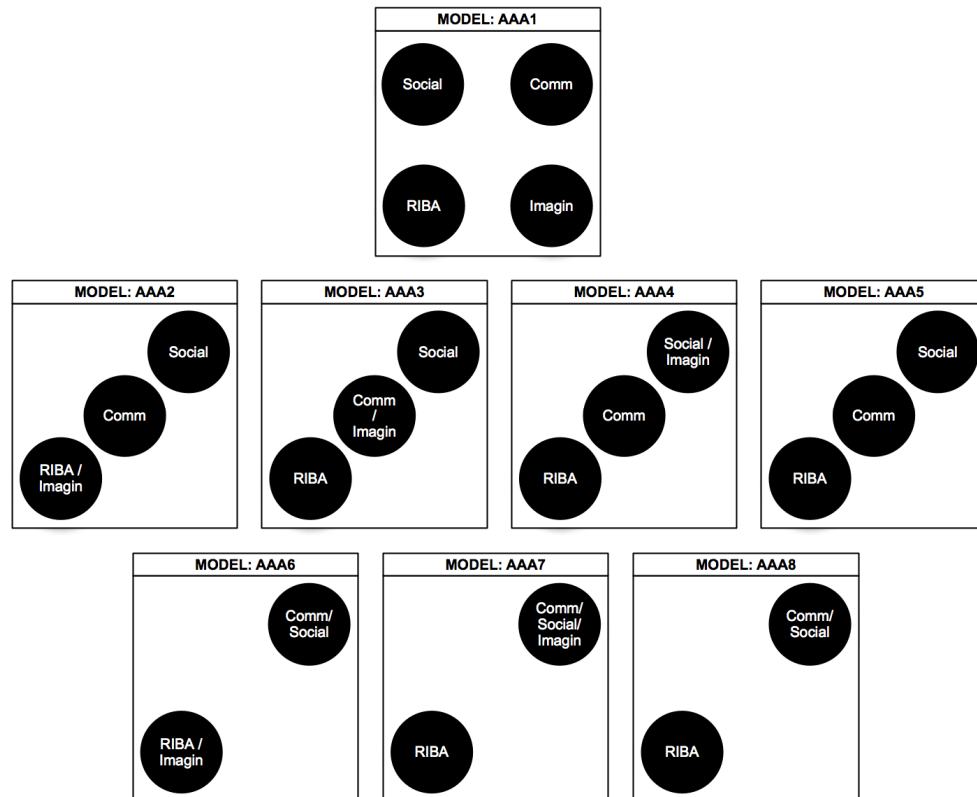 MODEL: AAA1
Social
Comm
RIBA
Imagin
MODEL: AAA2
Social
Comm
RIBA /
Imagin
MODEL: AAA3
Social
Comm
/
Imagin
RIBA
MODEL: AAA4
Social /
Imagin
Comm
RIBA
MODEL: AAA5
Social
Comm
RIBA
MODEL: AAA6
Comm/
Social
RIBA /
Imagin
MODEL: AAA7
Comm/
Social/
Imagin
RIBA
MODEL: AAA8
Comm/
Social
RIBA